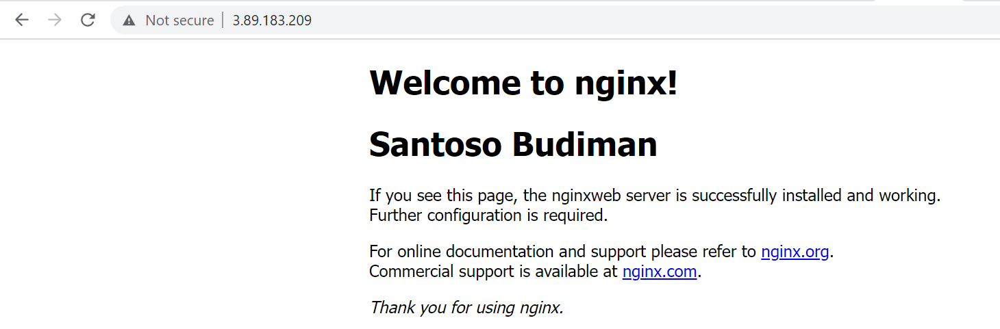 Not secure | 3.89.183.209
Welcome to nginx!
Santoso Budiman
If you see this page, the nginxweb server is successfully installed and working.
Further configuration is required.
For online documentation and support please refer to nginx.org.
Commercial support is available at nginx.com.
Thank you for using nginx.